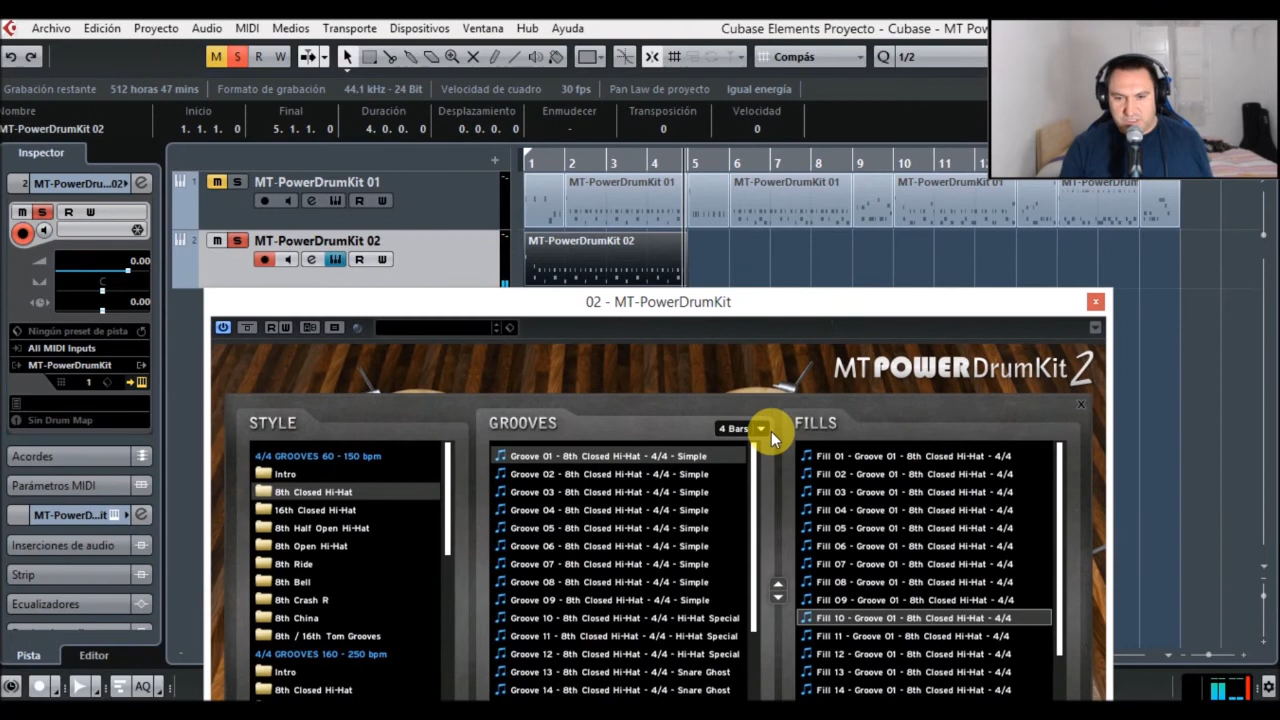 Archivo Edición Proyecto Audio MIDI Medios Transporte Dispositivos Ventana Hub Ayuda
Cubase Elements Proyecto - Cubase - MT Pow
M S R W Compás Q 1/2
Grabación restante 512 horas 47 mins Formato de grabación 44.1 kHz - 24 Bit Velocidad de cuadro 30 fps Pan Law de proyecto Igual energía
Nombre Inicio Final Duración Desplazamiento Enmudecer Transposición Velocidad
MT-PowerDrumKit 02 1. 1. 1. 0 5. 1. 1. 0 4. 0. 0. 0 0. 0. 0. 0 - 0 0
Inspector
1 2 3 4 5 6 7 8 9 10 11
2 MT-PowerDru...02
M S R W
0.00
C
0.00
Ningún preset de pista
All MIDI Inputs
MT-PowerDrumKit
1
Sin Drum Map
Acordes
Parámetros MIDI
MT-PowerD...it
Inserciones de audio
Strip
Ecualizadores
Pista Editor
AQ
1 M S MT-PowerDrumKit 01
R W
2 M S MT-PowerDrumKit 02
R W
MT-PowerDrumKit 01 MT-PowerDrumKit 01 MT-PowerDrumKit 01 MT-PowerDrum
MT-PowerDrumKit 02
02 - MT-PowerDrumKit
R W
MT POWER DrumKit 2
STYLE
4/4 GROOVES 60 - 150 bpm
Intro
8th Closed Hi-Hat
16th Closed Hi-Hat
8th Half Open Hi-Hat
8th Open Hi-Hat
8th Ride
8th Bell
8th Crash R
8th China
8th / 16th Tom Grooves
4/4 GROOVES 160 - 250 bpm
Intro
8th Closed Hi-Hat
GROOVES 4 Bars
Groove 01 - 8th Closed Hi-Hat - 4/4 - Simple
Groove 02 - 8th Closed Hi-Hat - 4/4 - Simple
Groove 03 - 8th Closed Hi-Hat - 4/4 - Simple
Groove 04 - 8th Closed Hi-Hat - 4/4 - Simple
Groove 05 - 8th Closed Hi-Hat - 4/4 - Simple
Groove 06 - 8th Closed Hi-Hat - 4/4 - Simple
Groove 07 - 8th Closed Hi-Hat - 4/4 - Simple
Groove 08 - 8th Closed Hi-Hat - 4/4 - Simple
Groove 09 - 8th Closed Hi-Hat - 4/4 - Simple
Groove 10 - 8th Closed Hi-Hat - 4/4 - Hi-Hat Special
Groove 11 - 8th Closed Hi-Hat - 4/4 - Hi-Hat Special
Groove 12 - 8th Closed Hi-Hat - 4/4 - Hi-Hat Special
Groove 13 - 8th Closed Hi-Hat - 4/4 - Snare Ghost
Groove 14 - 8th Closed Hi-Hat - 4/4 - Snare Ghost
FILLS X
Fill 01 - Groove 01 - 8th Closed Hi-Hat - 4/4
Fill 02 - Groove 01 - 8th Closed Hi-Hat - 4/4
Fill 03 - Groove 01 - 8th Closed Hi-Hat - 4/4
Fill 04 - Groove 01 - 8th Closed Hi-Hat - 4/4
Fill 05 - Groove 01 - 8th Closed Hi-Hat - 4/4
Fill 06 - Groove 01 - 8th Closed Hi-Hat - 4/4
Fill 07 - Groove 01 - 8th Closed Hi-Hat - 4/4
Fill 08 - Groove 01 - 8th Closed Hi-Hat - 4/4
Fill 09 - Groove 01 - 8th Closed Hi-Hat - 4/4
Fill 10 - Groove 01 - 8th Closed Hi-Hat - 4/4
Fill 11 - Groove 01 - 8th Closed Hi-Hat - 4/4
Fill 12 - Groove 01 - 8th Closed Hi-Hat - 4/4
Fill 13 - Groove 01 - 8th Closed Hi-Hat - 4/4
Fill 14 - Groove 01 - 8th Closed Hi-Hat - 4/4